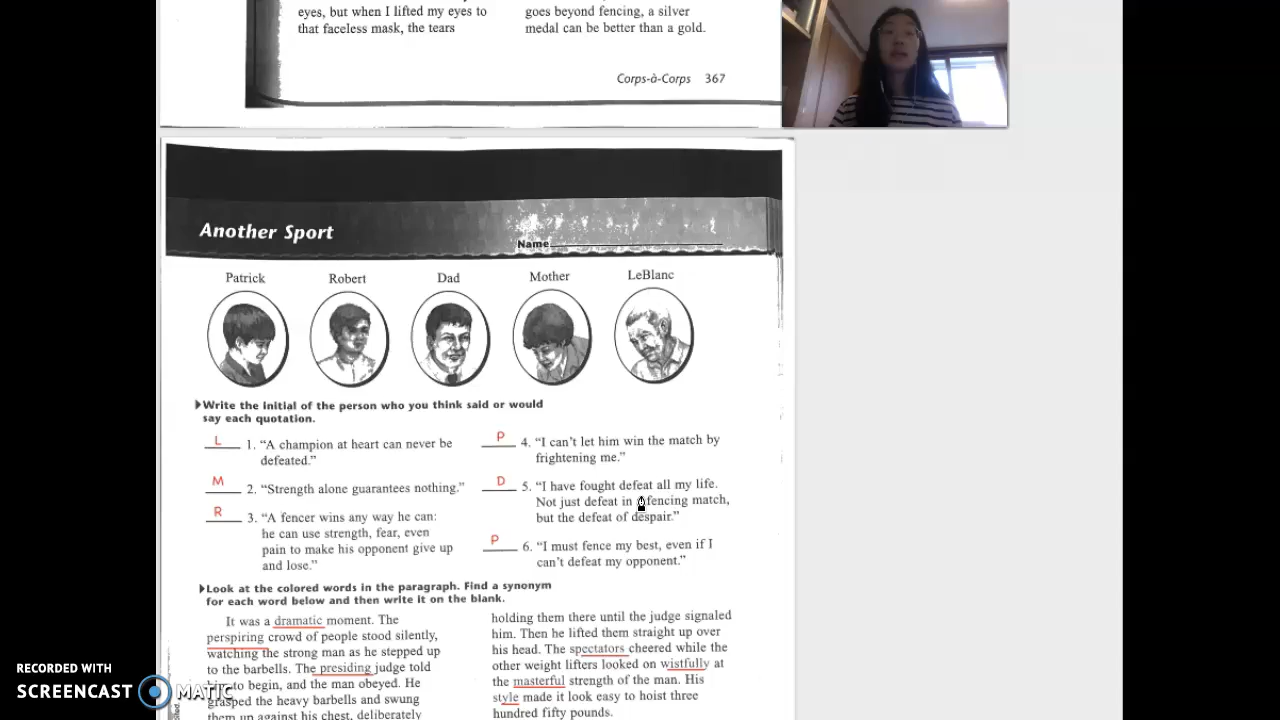 eyes, but when I lifted my eyes to
that faceless mask, the tears
goes beyond fencing, a silver
medal can be better than a gold.
Corps-à-Corps 367
Another Sport
Name
Patrick Robert Dad Mother LeBlanc
Write the initial of the person who you think said or would
say each quotation.
L 1. "A champion at heart can never be
defeated."
M 2. "Strength alone guarantees nothing."
R 3. "A fencer wins any way he can:
he can use strength, fear, even
pain to make his opponent give up
and lose."
P 4. "I can't let him win the match by
frightening me."
D 5. "I have fought defeat all my life.
Not just defeat in fencing match,
but the defeat of despair."
P 6. "I must fence my best, even if I
can't defeat my opponent."
Look at the colored words in the paragraph. Find a synonym
for each word below and then write it on the blank.
It was a dramatic moment. The
perspiring crowd of people stood silently,
watching the strong man as he stepped up
to the barbells. The presiding judge told
to begin, and the man obeyed. He
grasped the heavy barbells and swung
them up against his chest, deliberately
holding them there until the judge signaled
him. Then he lifted them straight up over
his head. The spectators cheered while the
other weight lifters looked on wistfully at
the masterful strength of the man. His
style made it look easy to hoist three
hundred fifty pounds.
RECORDED WITH
SCREENCAST MATIC